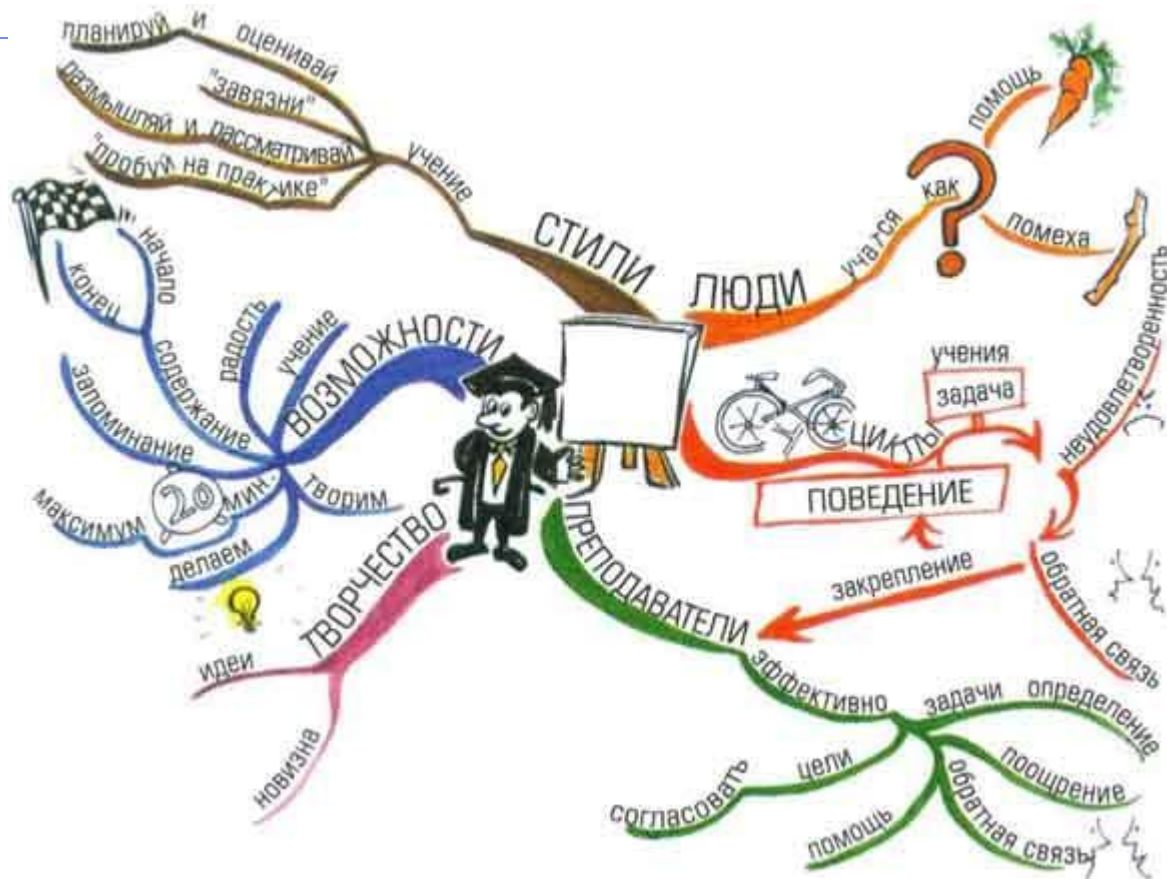 СТИЛИ
учение
планируй и оценивай
"завязни"
размышляй и рассматривай
"пробуй на практике"
ЛЮДИ
учатся
как
помощь
помеха
ЦИКЛЫ
учения
задача
неудовлетворенность
обратная связь
закрепление
ПОВЕДЕНИЕ
ПРЕПОДАВАТЕЛИ
эффективно
задачи определение
поощрение
обратная связь
помощь
цели
согласовать
ТВОРЧЕСТВО
идеи
новизна
ВОЗМОЖНОСТИ
учение
радость
содержание
начало
конец
запоминание
мин.
20
максимум
делаем
творим